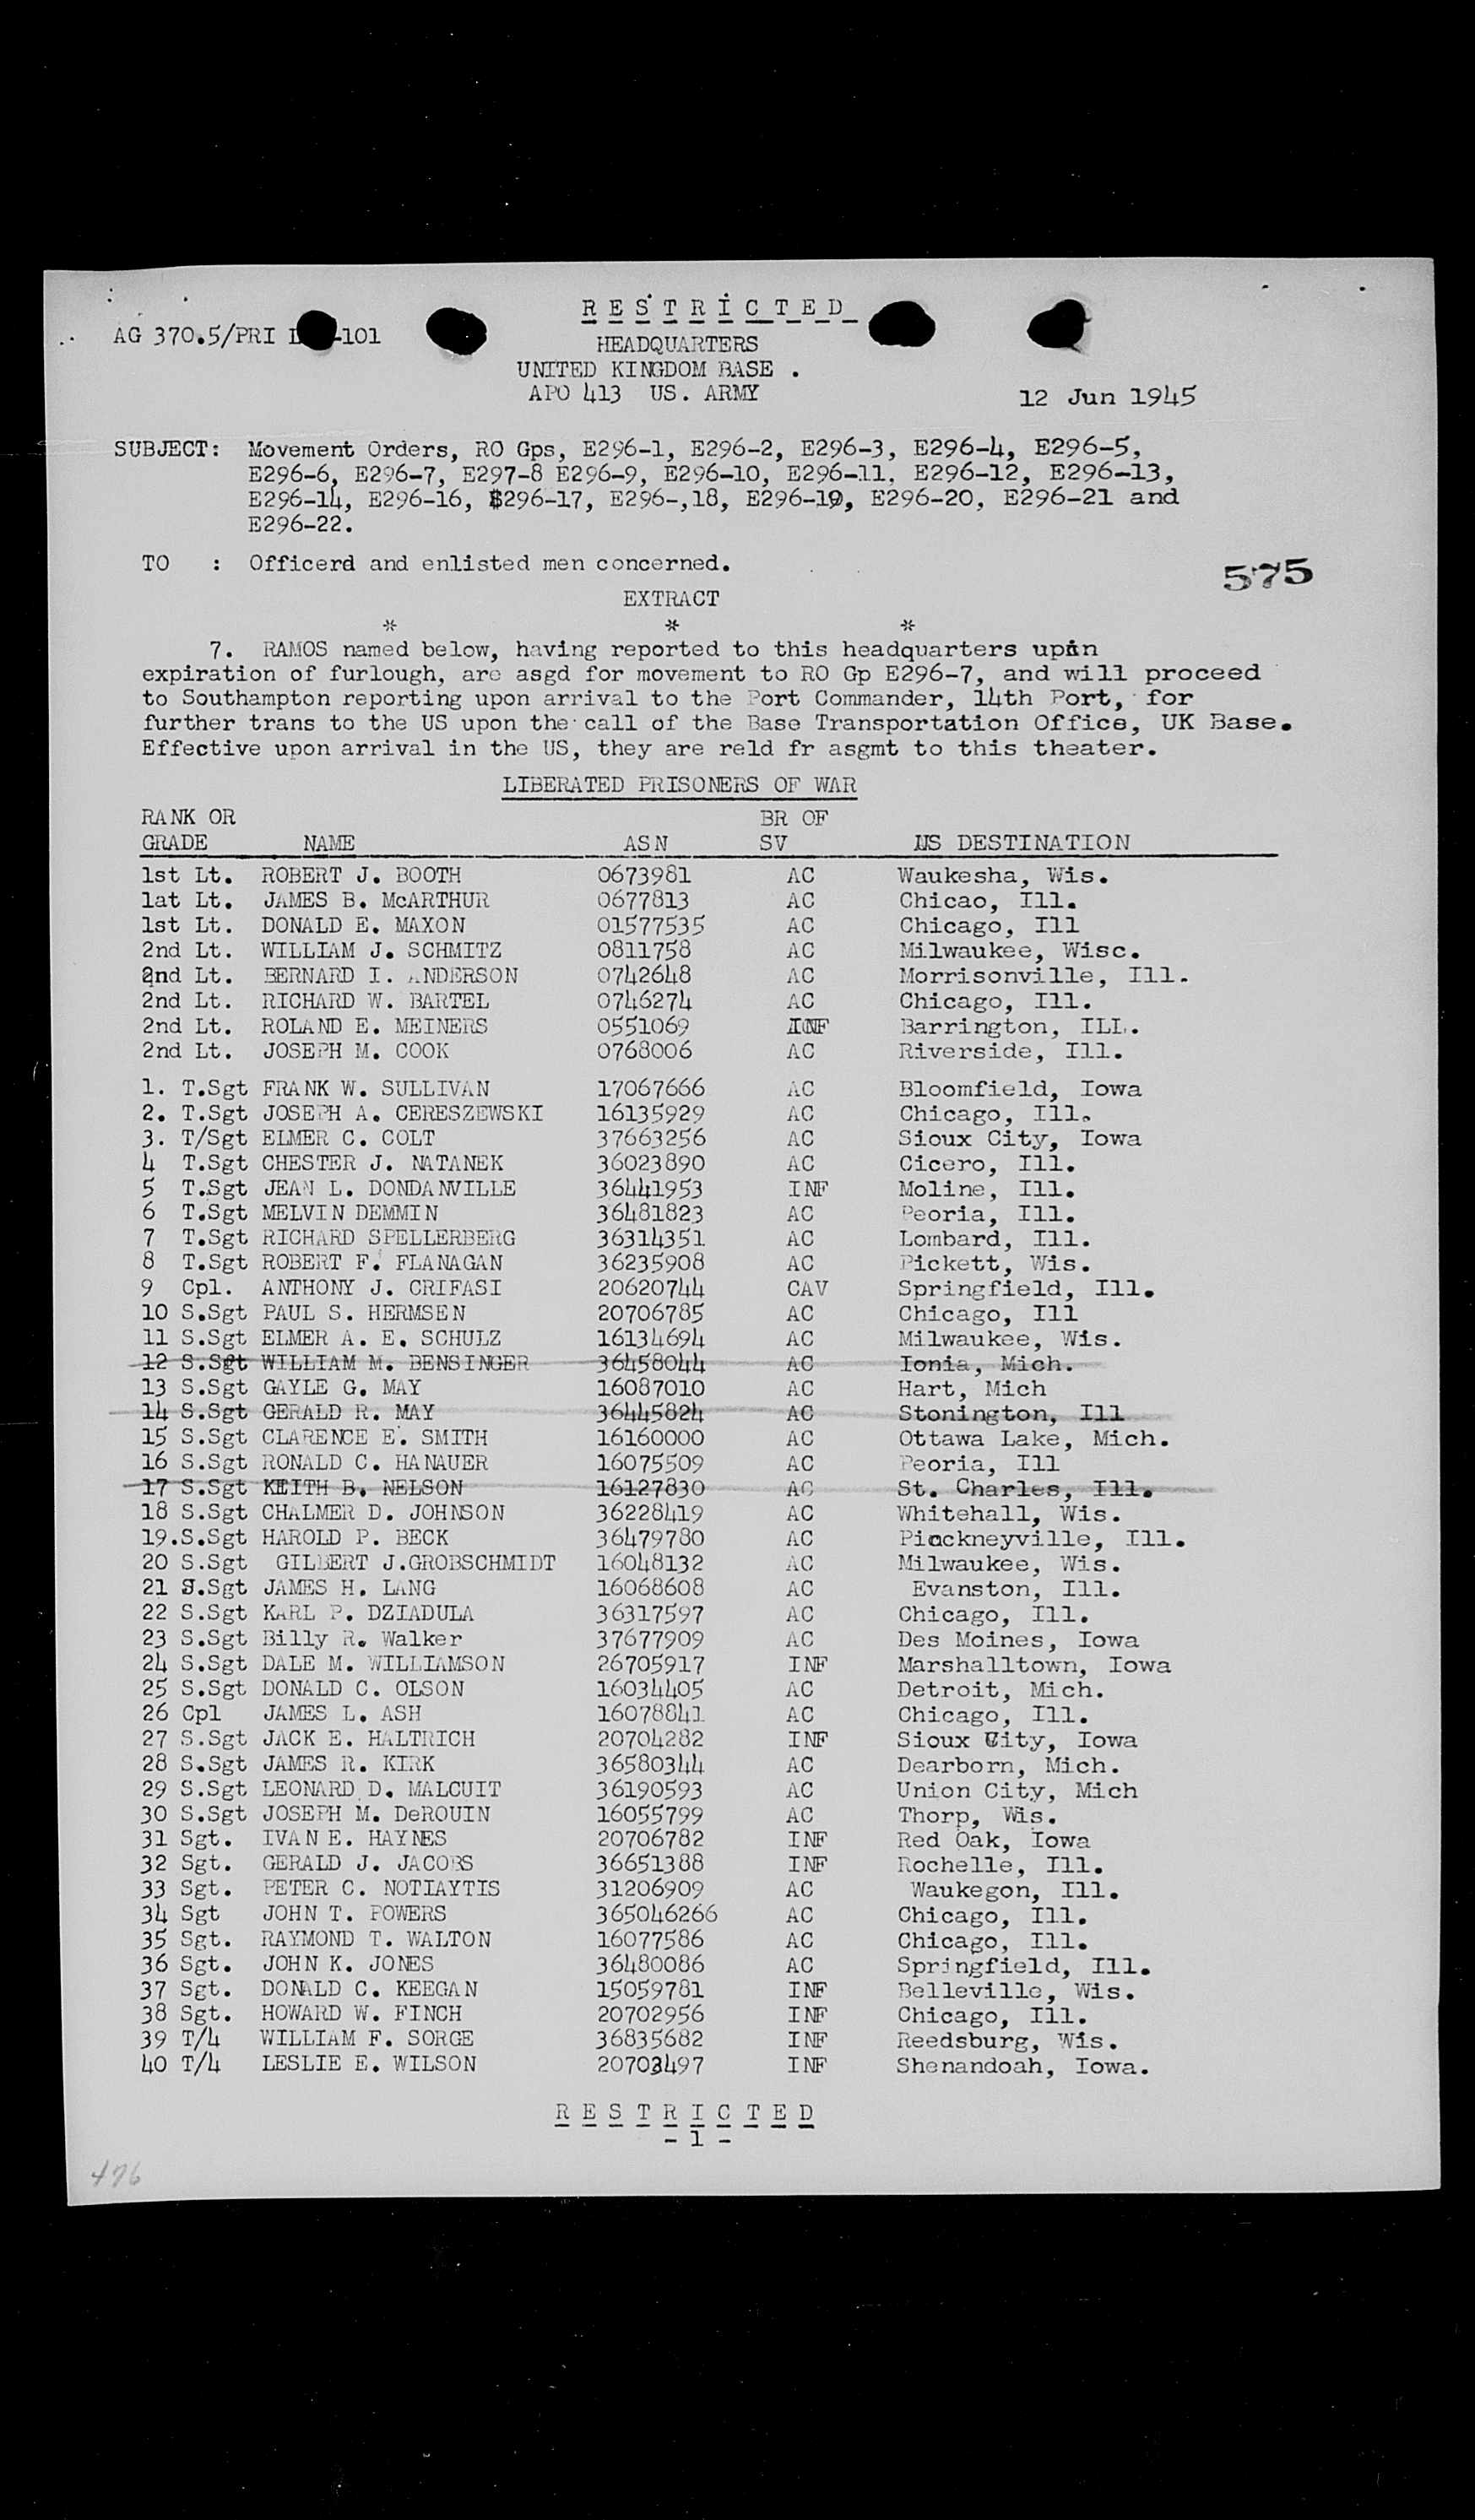 R E S T R I C T E D
AG 370.5/PRI -101
HEADQUARTERS
UNITED KINGDOM BASE .
APO 413 US. ARMY
12 Jun 1945
SUBJECT: Movement Orders, RO Gps, E296-1, E296-2, E296-3, E296-4, E296-5,
E296-6, E296-7, E297-8 E296-9, E296-10, E296-11, E296-12, E296-13,
E296-14, E296-16, $296-17, E296-,18, E296-19, E296-20, E296-21 and
E296-22.
TO : Officerd and enlisted men concerned.
575
EXTRACT
* * *
7. RAMOS named below, having reported to this headquarters upon
expiration of furlough, are asgd for movement to RO Gp E296-7, and will proceed
to Southampton reporting upon arrival to the Port Commander, 14th Port, for
further trans to the US upon the call of the Base Transportation Office, UK Base.
Effective upon arrival in the US, they are reld fr asgmt to this theater.
LIBERATED PRISONERS OF WAR
RANK OR BR OF
GRADE NAME ASN SV US DESTINATION
1st Lt. ROBERT J. BOOTH 0673981 AC Waukesha, Wis.
1at Lt. JAMES B. McARTHUR 0677813 AC Chicao, Ill.
1st Lt. DONALD E. MAXON 01577535 AC Chicago, Ill
2nd Lt. WILLIAM J. SCHMITZ 0811758 AC Milwaukee, Wisc.
2nd Lt. BERNARD I. ANDERSON 0742648 AC Morrisonville, Ill.
2nd Lt. RICHARD W. BARTEL 0746274 AC Chicago, Ill.
2nd Lt. ROLAND E. MEINERS 0551069 INF Barrington, ILL.
2nd Lt. JOSEPH M. COOK 0768006 AC Riverside, Ill.
1. T.Sgt FRANK W. SULLIVAN 17067666 AC Bloomfield, Iowa
2. T.Sgt JOSEPH A. CERESZEWSKI 16135929 AC Chicago, Ill.
3. T/Sgt ELMER C. COLT 37663256 AC Sioux City, Iowa
4 T.Sgt CHESTER J. NATANEK 36023890 AC Cicero, Ill.
5 T.Sgt JEAN L. DONDANVILLE 36441953 INF Moline, Ill.
6 T.Sgt MELVIN DEMMIN 36481823 AC Peoria, Ill.
7 T.Sgt RICHARD SPELLERBERG 36314351 AC Lombard, Ill.
8 T.Sgt ROBERT F. FLANAGAN 36235908 AC Pickett, Wis.
9 Cpl. ANTHONY J. CRIFASI 20620744 CAV Springfield, Ill.
10 S.Sgt PAUL S. HERMSEN 20706785 AC Chicago, Ill
11 S.Sgt ELMER A. E. SCHULZ 16134694 AC Milwaukee, Wis.
12 S.Sgt WILLIAM M. BENSINGER 36458044 AC Ionia, Mich.
13 S.Sgt GAYLE G. MAY 16087010 AC Hart, Mich
14 S.Sgt GERALD R. MAY 36445824 AC Stonington, Ill
15 S.Sgt CLARENCE E. SMITH 16160000 AC Ottawa Lake, Mich.
16 S.Sgt RONALD C. HANAUER 16075509 AC Peoria, Ill
17 S.Sgt KEITH B. NELSON 16127830 AC St. Charles, Ill.
18 S.Sgt CHALMER D. JOHNSON 36228419 AC Whitehall, Wis.
19.S.Sgt HAROLD P. BECK 36479780 AC Pinckneyville, Ill.
20 S.Sgt GILBERT J.GROBSCHMIDT 16048132 AC Milwaukee, Wis.
21 S.Sgt JAMES H. LANG 16068608 AC Evanston, Ill.
22 S.Sgt KARL P. DZIADULA 36317597 AC Chicago, Ill.
23 S.Sgt Billy R. Walker 37677909 AC Des Moines, Iowa
24 S.Sgt DALE M. WILLIAMSON 26705917 INF Marshalltown, Iowa
25 S.Sgt DONALD C. OLSON 16034405 AC Detroit, Mich.
26 Cpl JAMES L. ASH 16078841 AC Chicago, Ill.
27 S.Sgt JACK E. HALTRICH 20704282 INF Sioux City, Iowa
28 S.Sgt JAMES R. KIRK 36580344 AC Dearborn, Mich.
29 S.Sgt LEONARD D. MALCUIT 36190593 AC Union City, Mich
30 S.Sgt JOSEPH M. DeROUIN 16055799 AC Thorp, Wis.
31 Sgt. IVAN E. HAYNES 20706782 INF Red Oak, Iowa
32 Sgt. GERALD J. JACOBS 36651388 INF Rochelle, Ill.
33 Sgt. PETER C. NOTIAYTIS 31206909 AC Waukegon, Ill.
34 Sgt JOHN T. POWERS 365046266 AC Chicago, Ill.
35 Sgt. RAYMOND T. WALTON 16077586 AC Chicago, Ill.
36 Sgt. JOHN K. JONES 36480086 AC Springfield, Ill.
37 Sgt. DONALD C. KEEGAN 15059781 INF Belleville, Wis.
38 Sgt. HOWARD W. FINCH 20702956 INF Chicago, Ill.
39 T/4 WILLIAM F. SORGE 36835682 INF Reedsburg, Wis.
40 T/4 LESLIE E. WILSON 20703497 INF Shenandoah, Iowa.
R E S T R I C T E D
- 1 -
476